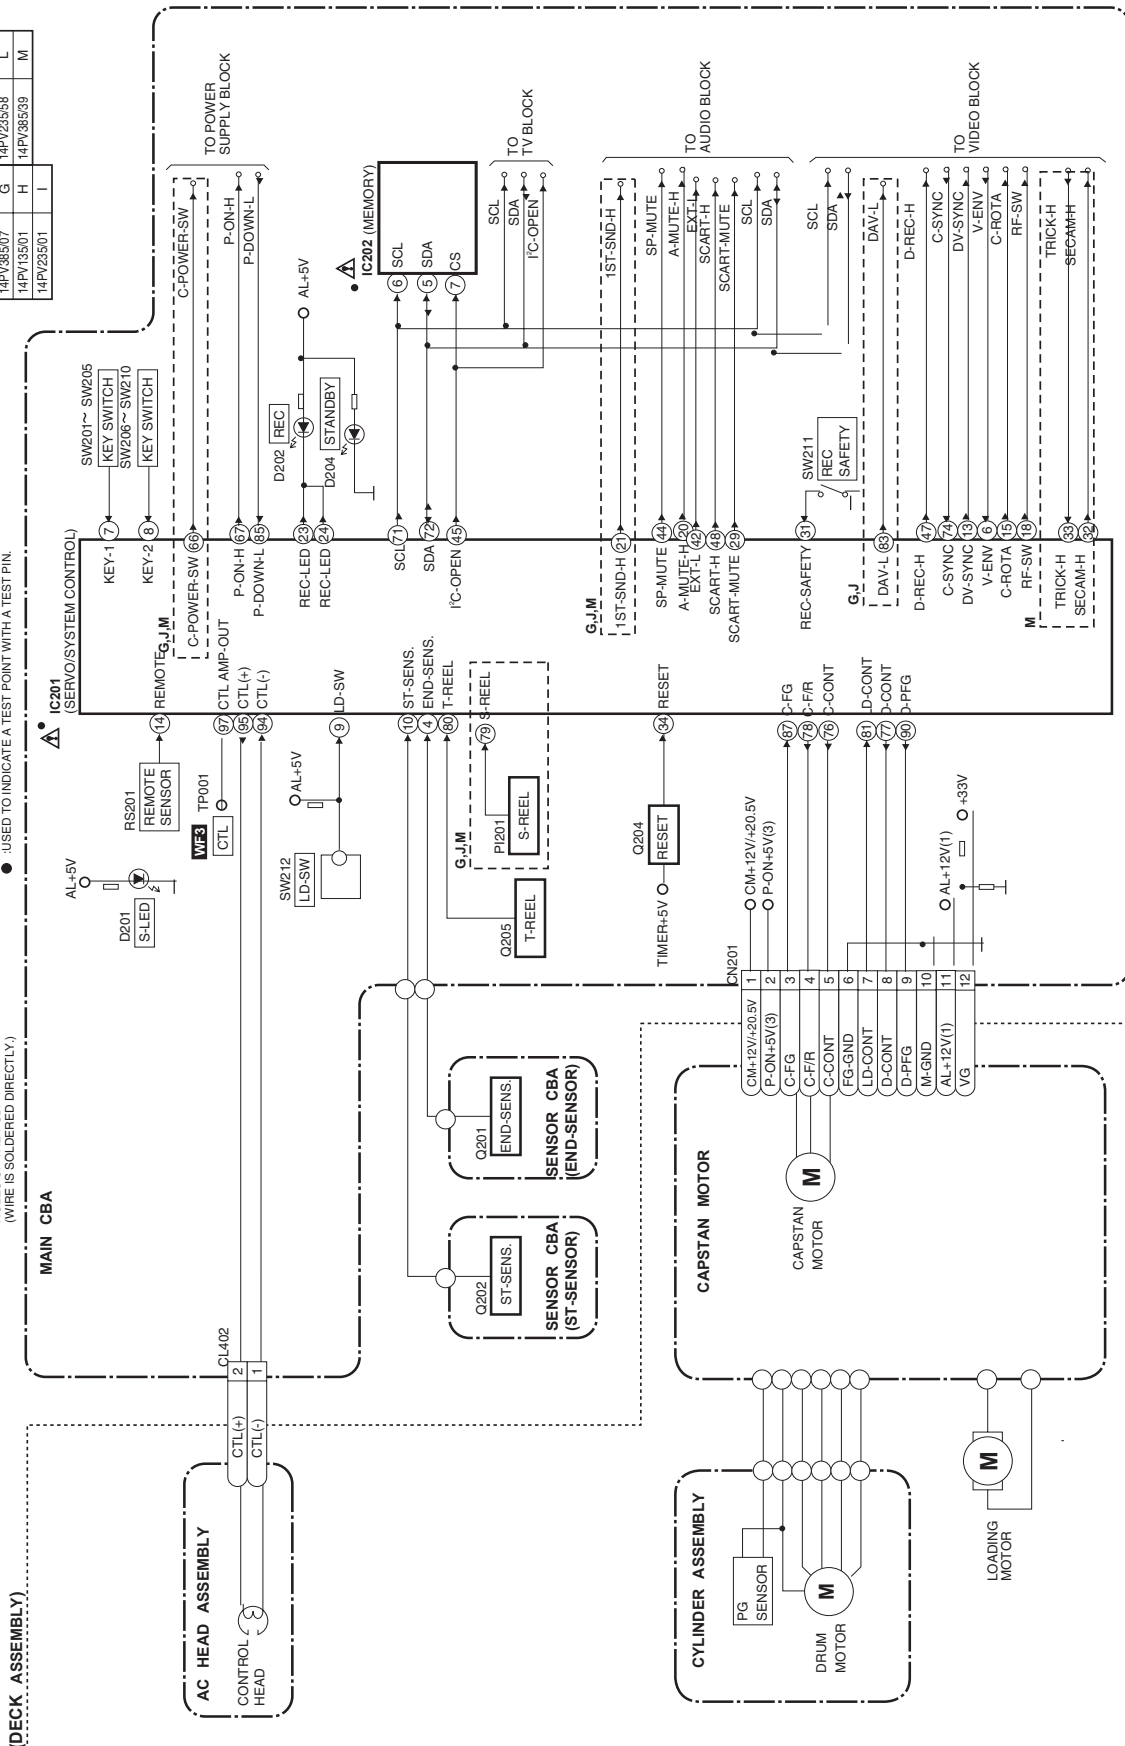 14PV385/07 G 14PV235/58 L
14PV135/01 H 14PV385/39 M
14PV235/01 I
:USED TO INDICATE A TEST POINT WITH A TEST PIN.
(WIRE IS SOLDERED DIRECTLY.)
(DECK ASSEMBLY)
MAIN CBA
IC201
(SERVO/SYSTEM CONTROL)
SW201~ SW205
KEY SWITCH
SW206~ SW210
KEY SWITCH
7 KEY-1
8 KEY-2
G,J,M
C-POWER-SW 66 C-POWER-SW
P-ON-H 67 P-ON-H
P-DOWN-L 85 P-DOWN-L
TO POWER
SUPPLY BLOCK
REC-LED 23
REC-LED 24
D202 REC
D204 STANDBY
AL+5V
IC202 (MEMORY)
6 SCL
5 SDA
7 CS
SCL 71
SDA 72
I²C-OPEN 45
SCL
SDA
I²C-OPEN
TO
TV BLOCK
G,J,M
1ST-SND-H 21 1ST-SND-H
SP-MUTE 44 SP-MUTE
A-MUTE-H 20 A-MUTE-H
EXT-L 42 EXT-L
SCART-H 48 SCART-H
SCART-MUTE 29 SCART-MUTE
SCL
SDA
TO
AUDIO BLOCK
REC-SAFETY 31
SW211
REC
SAFETY
SCL
SDA
G,J
DAV-L 83 DAV-L
D-REC-H 47 D-REC-H
C-SYNC 74 C-SYNC
DV-SYNC 13 DV-SYNC
V-ENV 6 V-ENV
C-ROTA 15 C-ROTA
RF-SW 18 RF-SW
M
TRICK-H 33 TRICK-H
SECAM-H 32 SECAM-H
TO
VIDEO BLOCK
AL+5V
D201
S-LED
RS201
REMOTE
SENSOR
14 REMOTE
WF3 TP001
CTL
97 CTL AMP-OUT
95 CTL(+)
94 CTL(-)
SW212
LD-SW
AL+5V
9 LD-SW
10 ST-SENS.
4 END-SENS.
80 T-REEL
79 S-REEL
G,J,M
PI201
S-REEL
Q205
T-REEL
TIMER+5V
Q204
RESET
34 RESET
87 C-FG
78 C-F/R
76 C-CONT
81 LD-CONT
77 D-CONT
90 D-PFG
CL402
CTL(+) 2
CTL(-) 1
AC HEAD ASSEMBLY
CONTROL
HEAD
Q201
END-SENS.
SENSOR CBA
(END-SENSOR)
Q202
ST-SENS.
SENSOR CBA
(ST-SENSOR)
CN201
CM+12V/+20.5V 1 CM+12V/+20.5V
P-ON+5V(3) 2 P-ON+5V(3)
C-FG 3
C-F/R 4
C-CONT 5
FG-GND 6
LD-CONT 7
D-CONT 8
D-PFG 9
M-GND 10
AL+12V(1) 11 AL+12V(1)
VG 12 +33V
CAPSTAN MOTOR
M
CAPSTAN
MOTOR
CYLINDER ASSEMBLY
PG
SENSOR
M
DRUM
MOTOR
M
LOADING
MOTOR